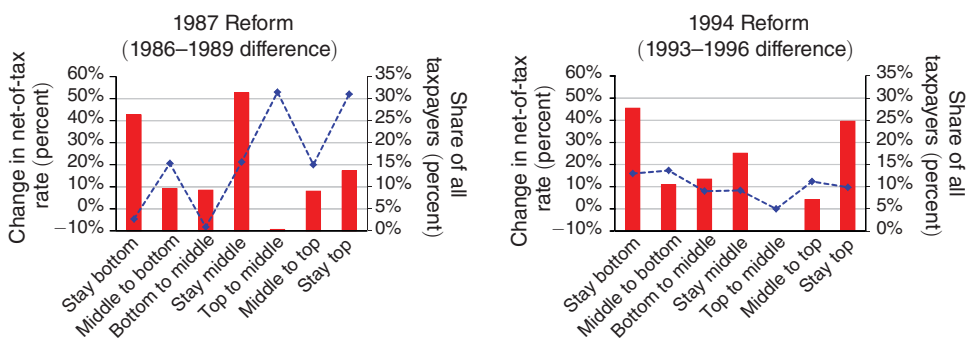 1987 Reform
(1986–1989 difference)
Change in net-of-tax
rate (percent)
60%
50%
40%
30%
20%
10%
0%
−10%
35%
30%
25%
20%
15%
10%
5%
0%
Share of all
taxpayers (percent)
Stay bottom
Middle to bottom
Bottom to middle
Stay middle
Top to middle
Middle to top
Stay top
1994 Reform
(1993–1996 difference)
Change in net-of-tax
rate (percent)
60%
50%
40%
30%
20%
10%
0%
−10%
35%
30%
25%
20%
15%
10%
5%
0%
Share of all
taxpayers (percent)
Stay bottom
Middle to bottom
Bottom to middle
Stay middle
Top to middle
Middle to top
Stay top